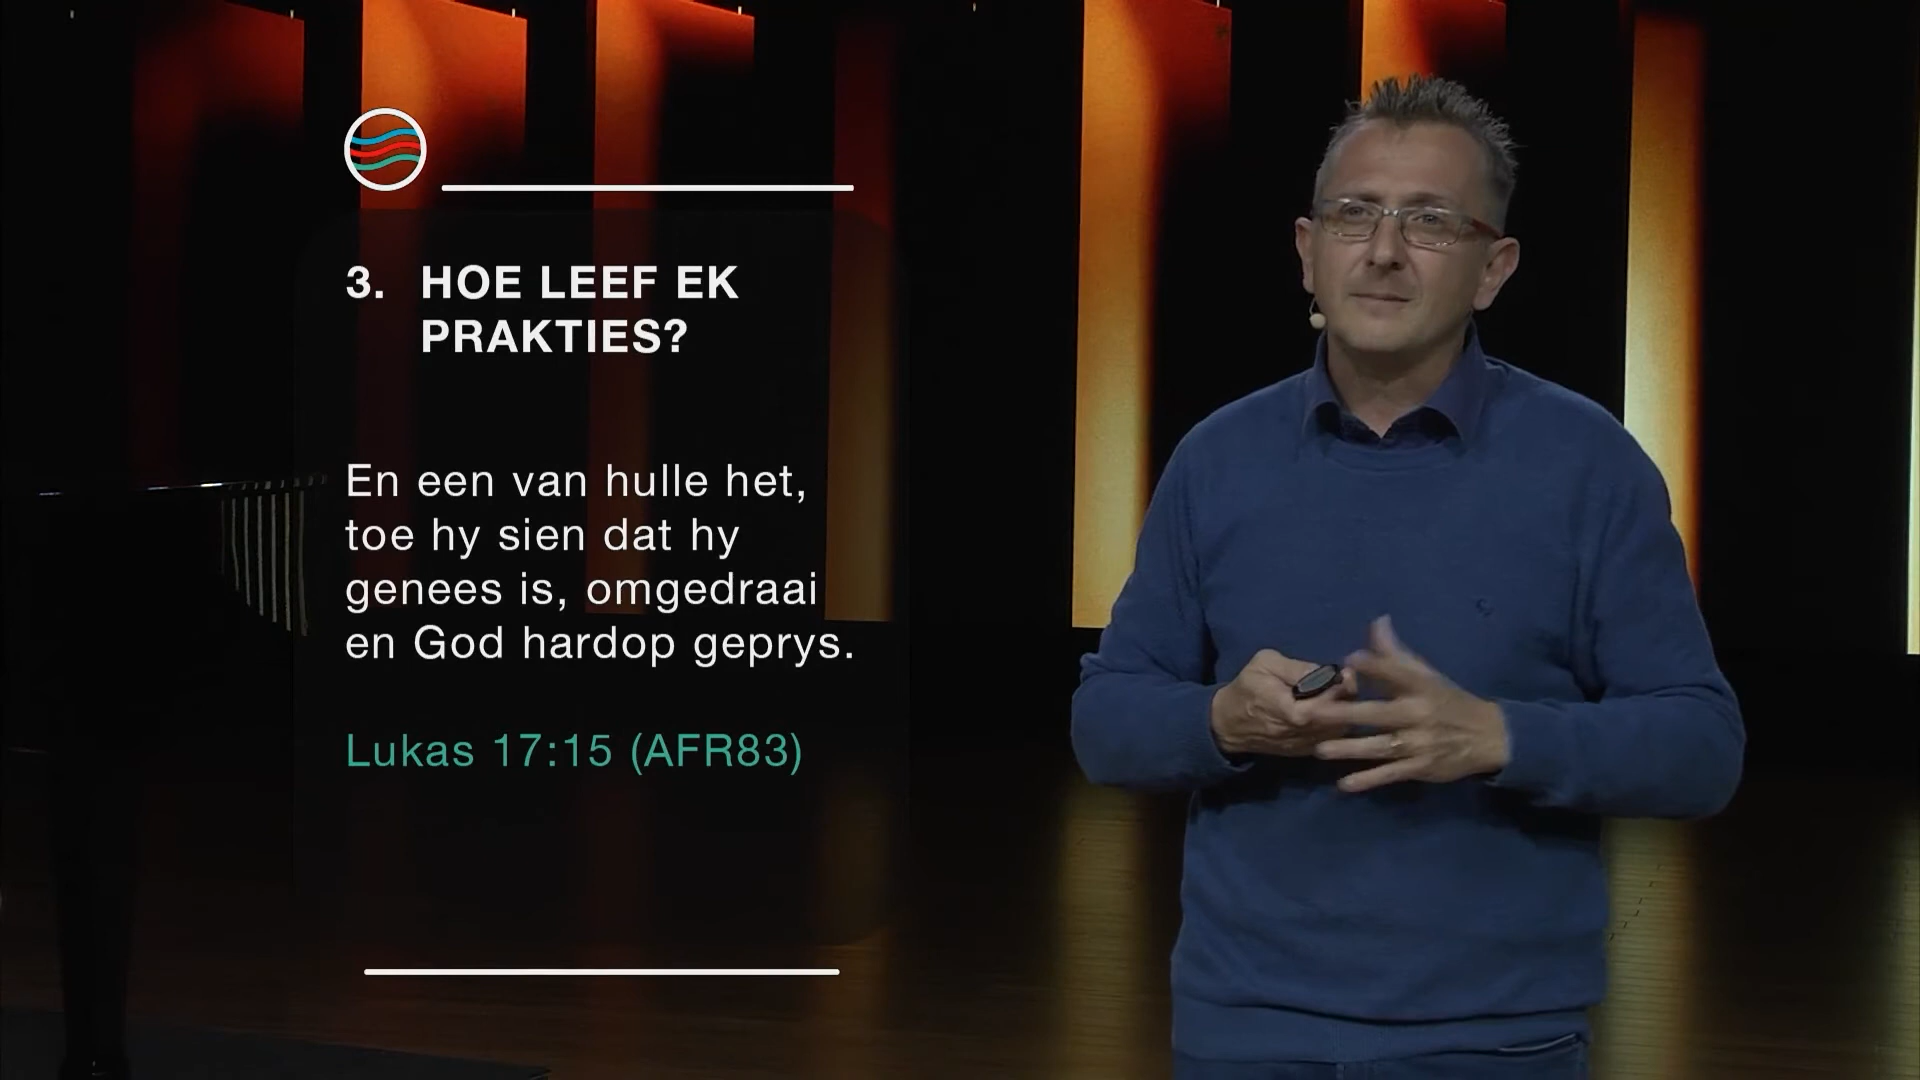 3. HOE LEEF EK
PRAKTIES?
En een van hulle het,
toe hy sien dat hy
genees is, omgedraai
en God hardop geprys.
Lukas 17:15 (AFR83)